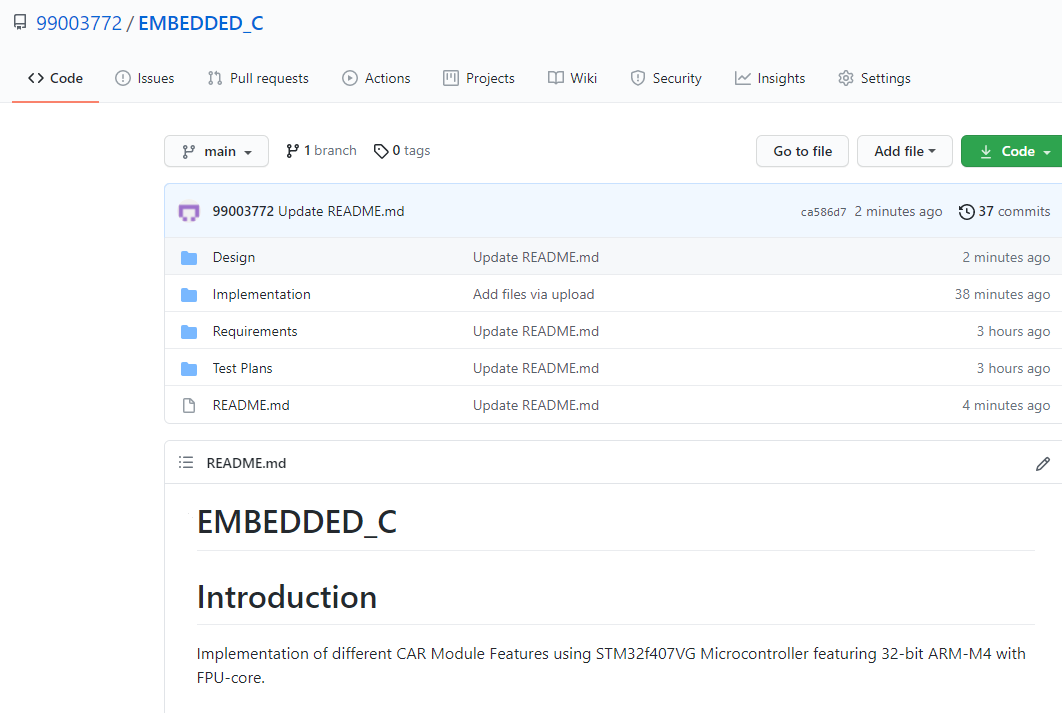 99003772 / EMBEDDED_C
<> Code Issues Pull requests Actions Projects Wiki Security Insights Settings
main 1 branch 0 tags Go to file Add file Code
99003772 Update README.md ca586d7 2 minutes ago 37 commits
Design Update README.md 2 minutes ago
Implementation Add files via upload 38 minutes ago
Requirements Update README.md 3 hours ago
Test Plans Update README.md 3 hours ago
README.md Update README.md 4 minutes ago
README.md
EMBEDDED_C
Introduction
Implementation of different CAR Module Features using STM32f407VG Microcontroller featuring 32-bit ARM-M4 with
FPU-core.